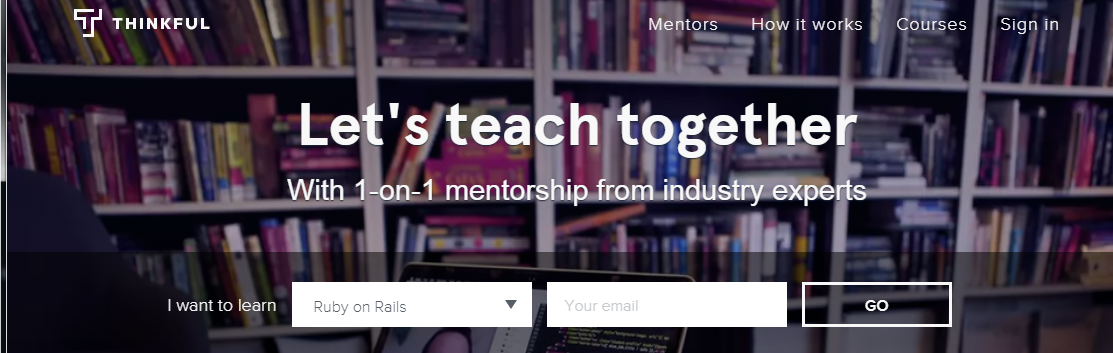 THINKFUL
Mentors How it works Courses Sign in
Let's teach together
With 1-on-1 mentorship from industry experts
I want to learn Ruby on Rails Your email GO